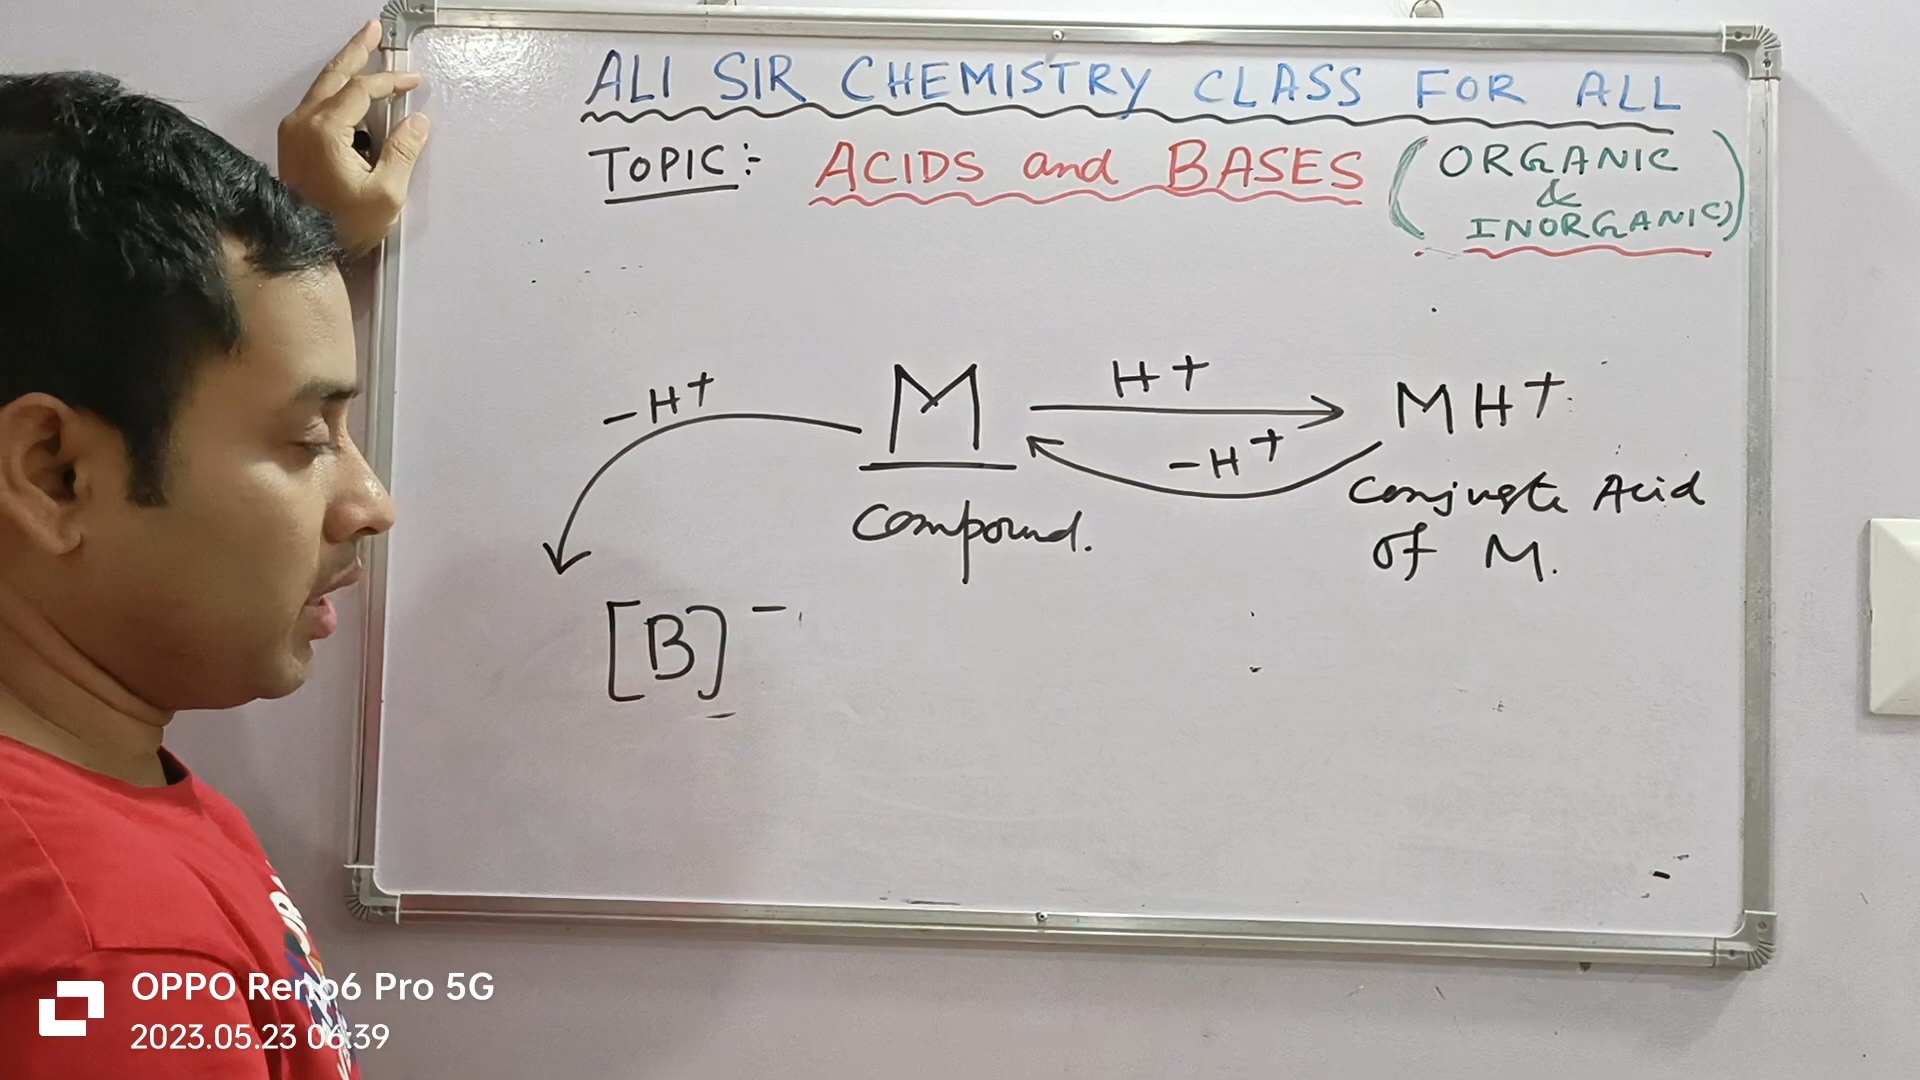 ALI SIR CHEMISTRY CLASS FOR ALL
TOPIC:- ACIDS and BASES (ORGANIC
&
INORGANIC)
-H+
M
H+
MH+
-H+
Compound.
Conjugate Acid
of M.
[B]-
OPPO Reno6 Pro 5G
2023.05.23 06:39